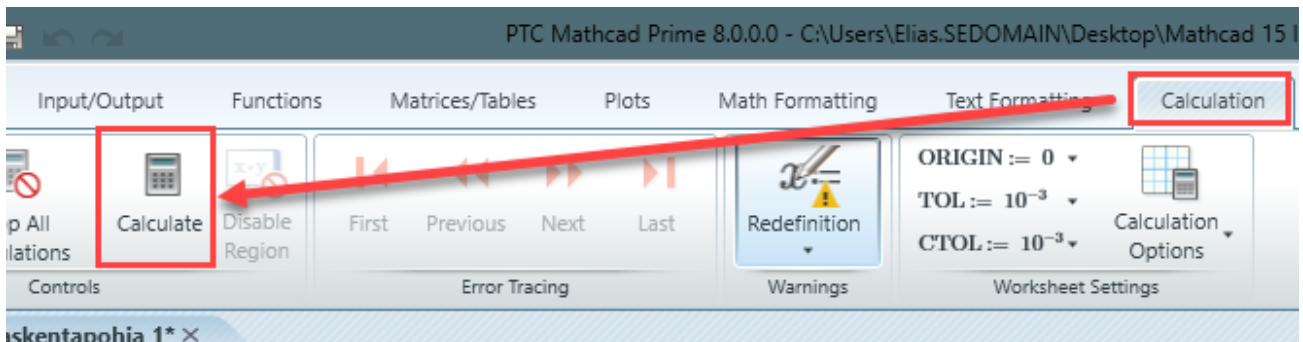 PTC Mathcad Prime 8.0.0.0 - C:\Users\Elias.SEDOMAIN\Desktop\Mathcad 15 I
Input/Output Functions Matrices/Tables Plots Math Formatting Text Formatting Calculation
p All
lations
Calculate
Disable
Region
First Previous Next Last
Redefinition
ORIGIN := 0
TOL := 10⁻³
CTOL := 10⁻³
Calculation
Options
Controls Error Tracing Warnings Worksheet Settings
askentapohja 1* ×